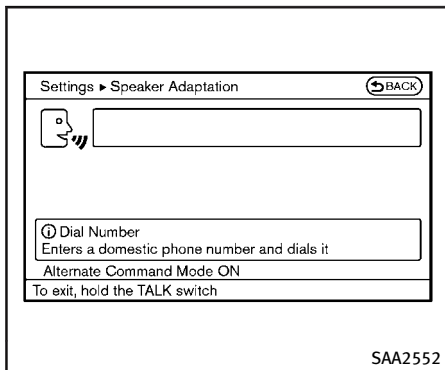 Settings ▸ Speaker Adaptation
BACK
Dial Number
Enters a domestic phone number and dials it
Alternate Command Mode ON
To exit, hold the TALK switch
SAA2552